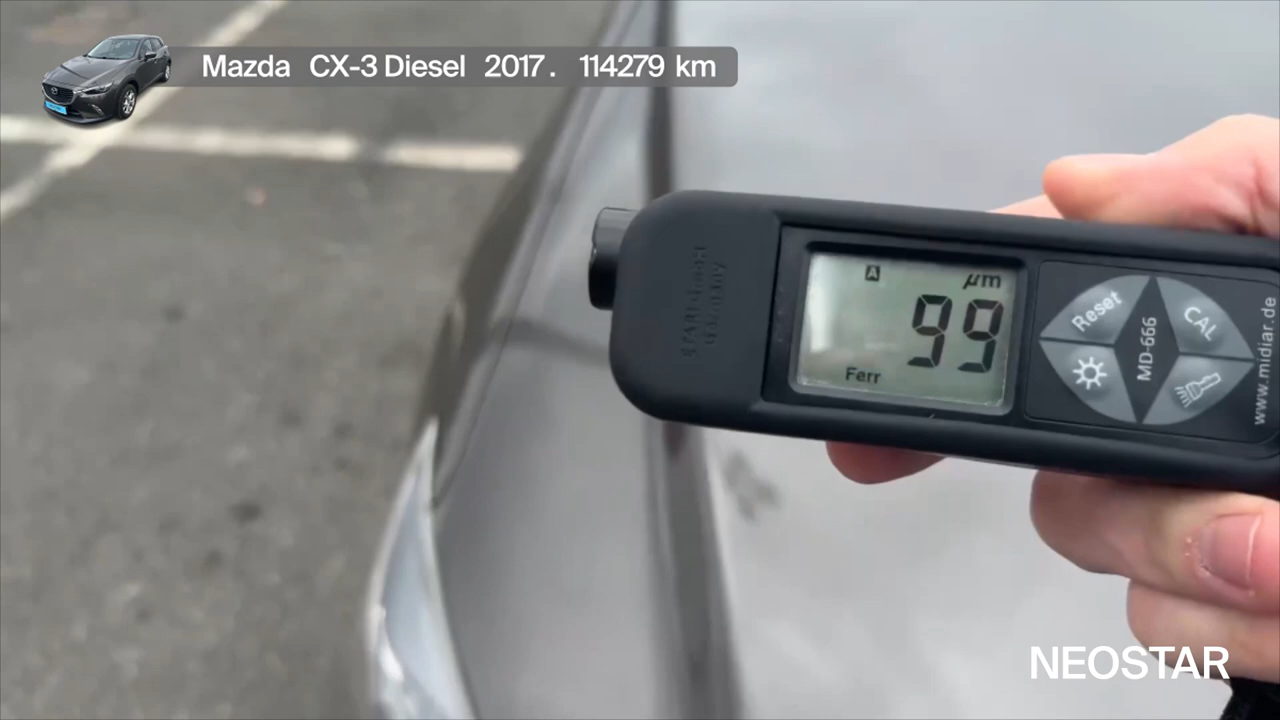 Mazda CX-3 Diesel 2017. 114279 km
A
µm
99
Ferr
Reset
CAL
MD-666
www.midiar.de
NEOSTAR